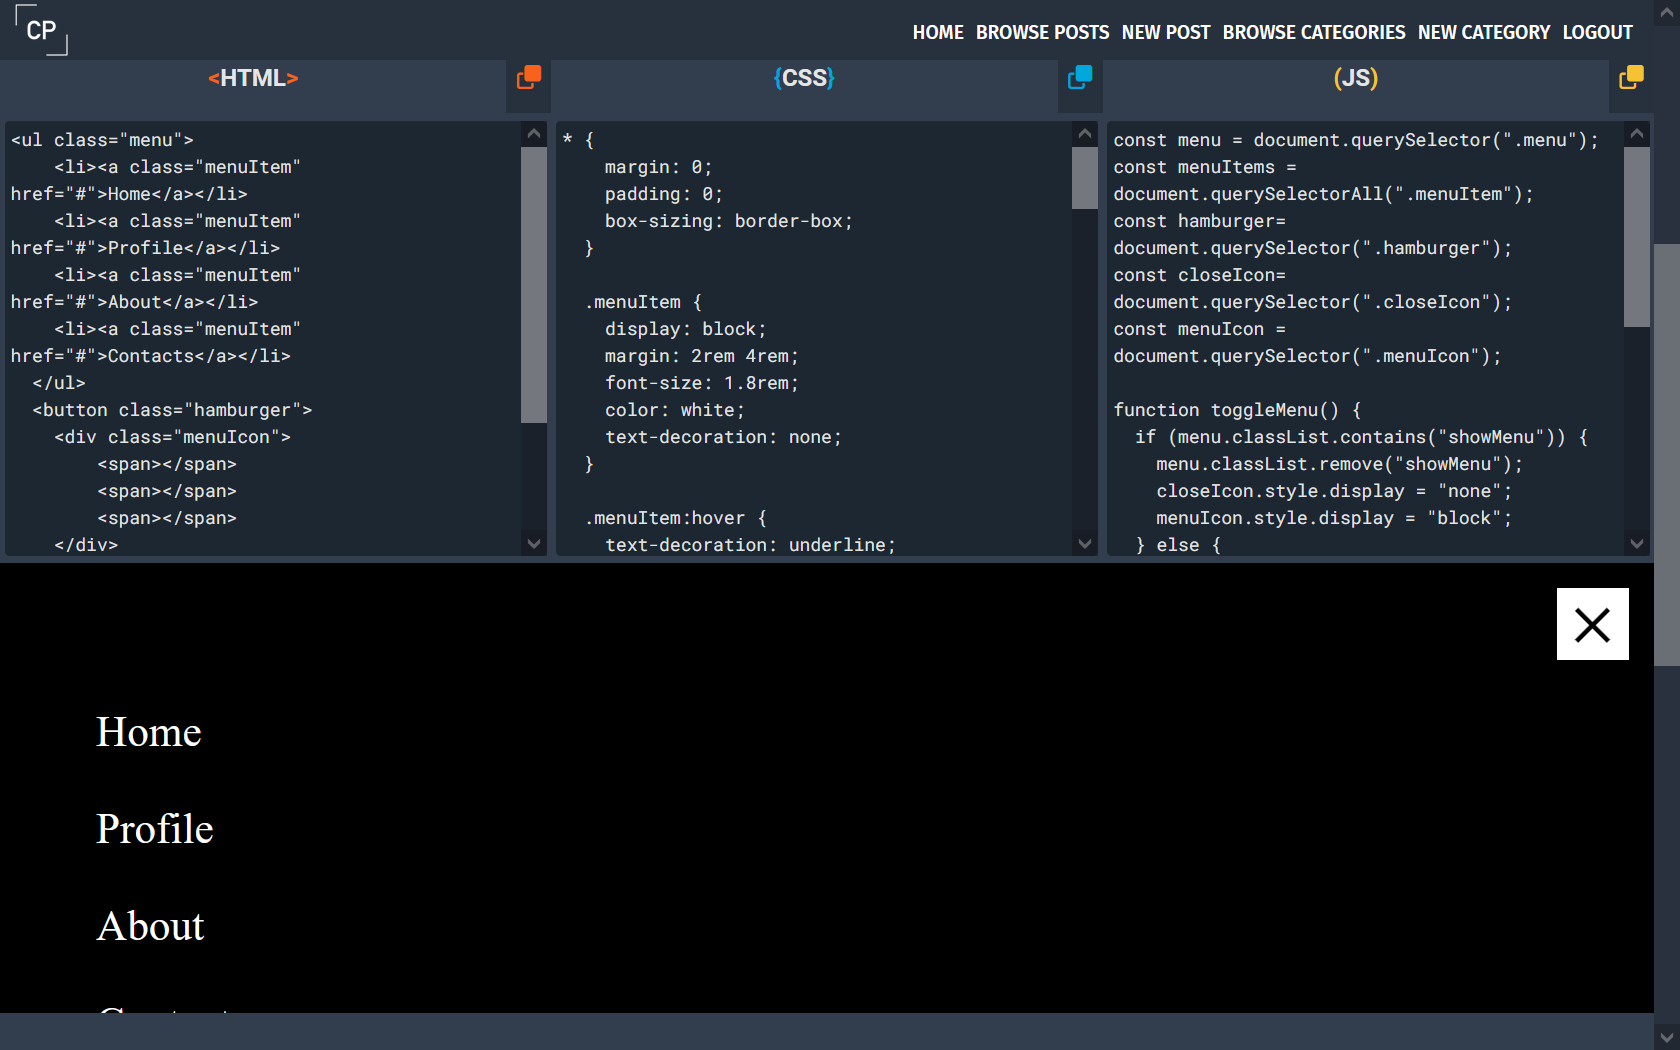 CP
HOME BROWSE POSTS NEW POST BROWSE CATEGORIES NEW CATEGORY LOGOUT
<HTML>
<ul class="menu">
    <li><a class="menuItem"
href="#">Home</a></li>
    <li><a class="menuItem"
href="#">Profile</a></li>
    <li><a class="menuItem"
href="#">About</a></li>
    <li><a class="menuItem"
href="#">Contacts</a></li>
  </ul>
  <button class="hamburger">
    <div class="menuIcon">
        <span></span>
        <span></span>
        <span></span>
    </div>
{CSS}
* {
    margin: 0;
    padding: 0;
    box-sizing: border-box;
  }

  .menuItem {
    display: block;
    margin: 2rem 4rem;
    font-size: 1.8rem;
    color: white;
    text-decoration: none;
  }

  .menuItem:hover {
    text-decoration: underline;
(JS)
const menu = document.querySelector(".menu");
const menuItems =
document.querySelectorAll(".menuItem");
const hamburger=
document.querySelector(".hamburger");
const closeIcon=
document.querySelector(".closeIcon");
const menuIcon =
document.querySelector(".menuIcon");

function toggleMenu() {
  if (menu.classList.contains("showMenu")) {
    menu.classList.remove("showMenu");
    closeIcon.style.display = "none";
    menuIcon.style.display = "block";
  } else {
Home
Profile
About